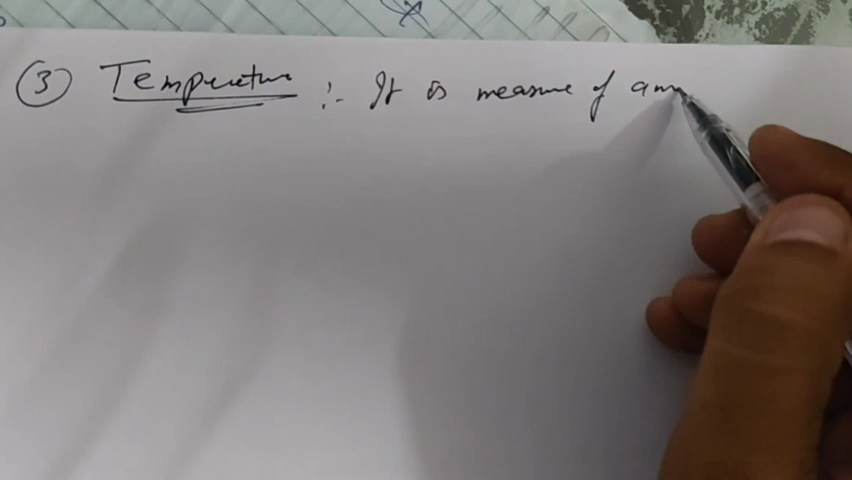 ③ Temperature :- It is measure of am